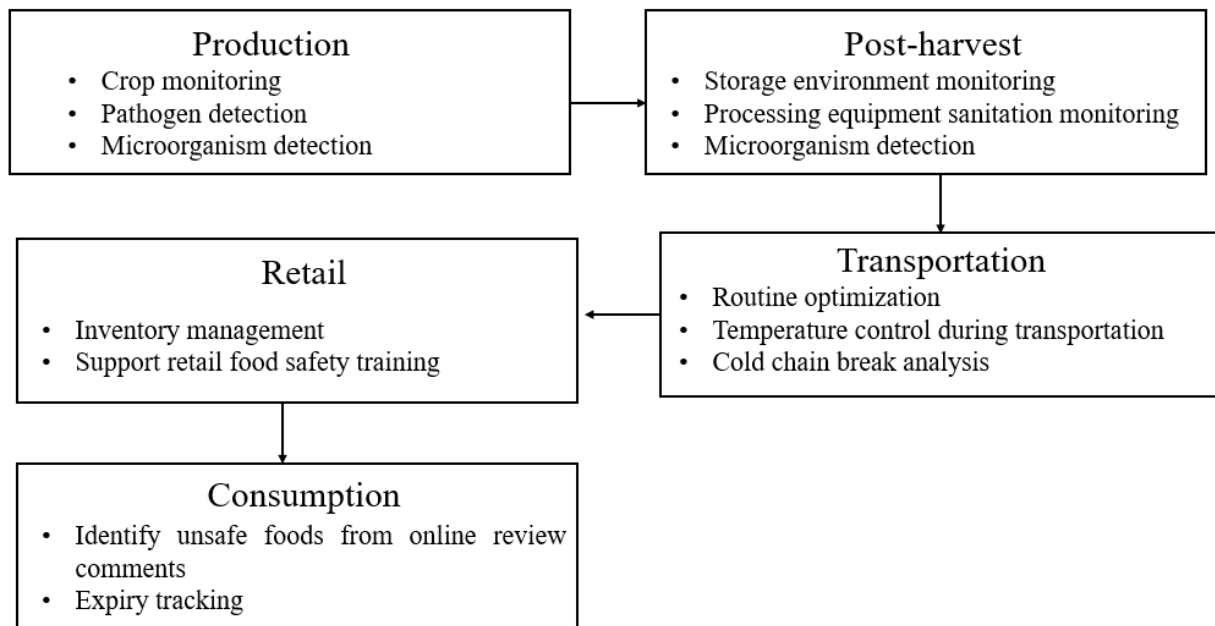 Production
• Crop monitoring
• Pathogen detection
• Microorganism detection
Post-harvest
• Storage environment monitoring
• Processing equipment sanitation monitoring
• Microorganism detection
Transportation
• Routine optimization
• Temperature control during transportation
• Cold chain break analysis
Retail
• Inventory management
• Support retail food safety training
Consumption
• Identify unsafe foods from online review
comments
• Expiry tracking